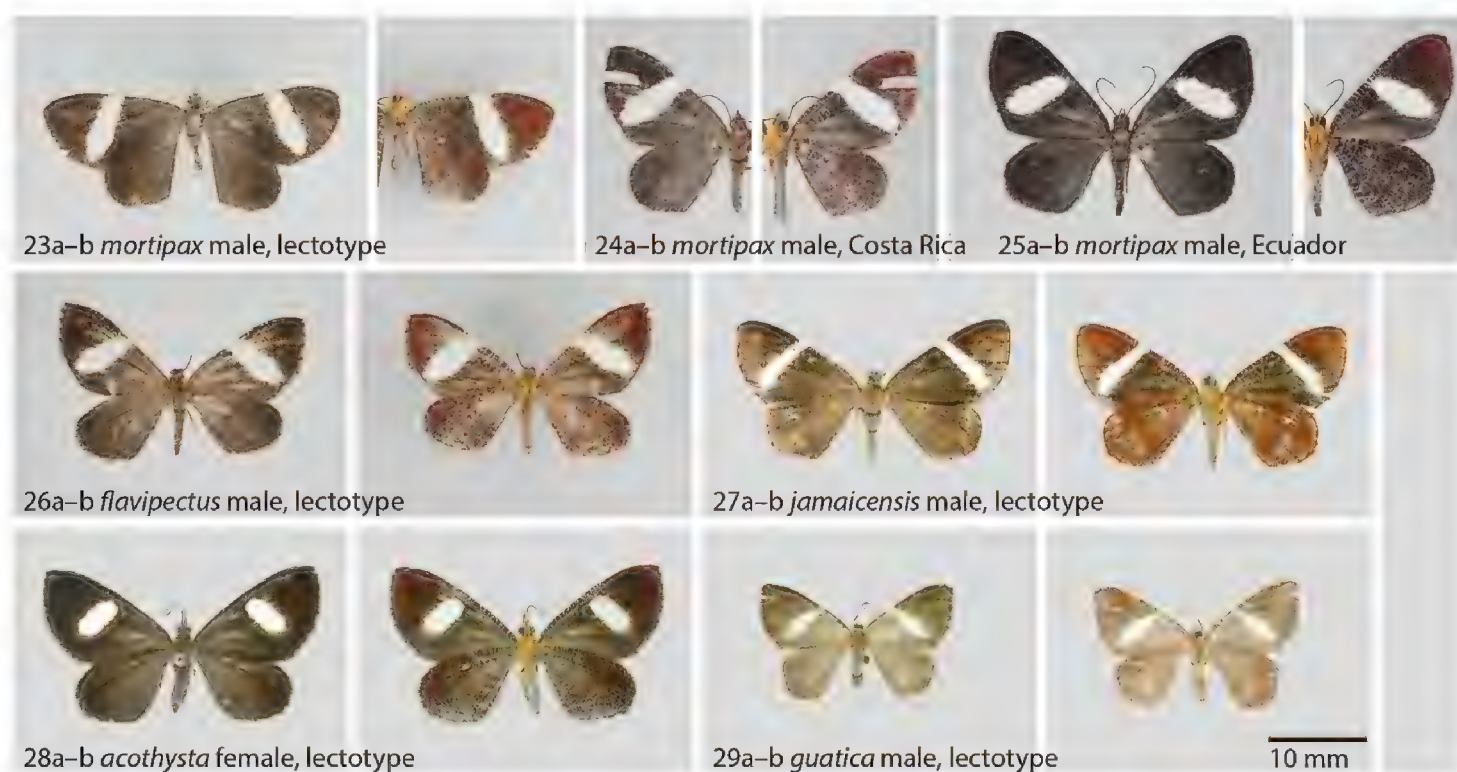 23a–b mortipax male, lectotype
24a–b mortipax male, Costa Rica
25a–b mortipax male, Ecuador
26a–b flavipectus male, lectotype
27a–b jamaicensis male, lectotype
28a–b acothysta female, lectotype
29a–b guatica male, lectotype
10 mm